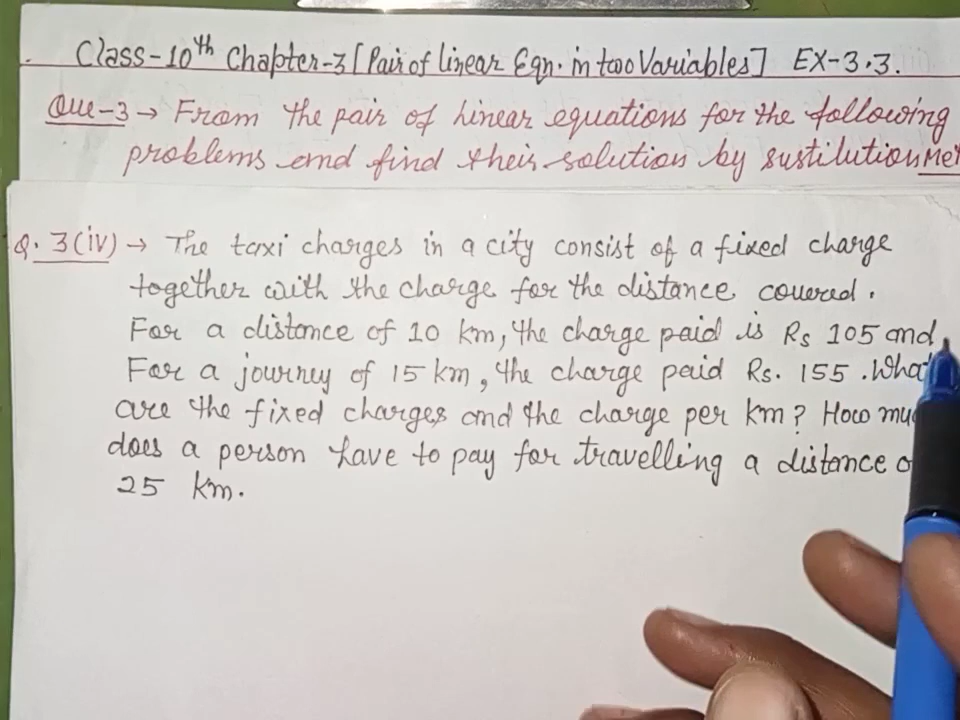 Class-10th Chapter-3 [Pair of linear Eqn. in two Variables] EX-3.3.
Que-3 → From the pair of linear equations for the following
problems and find their solution by sustilution
Q. 3(iv) → The taxi charges in a city consist of a fixed charge
together with the charge for the distance covered.
For a distance of 10 km, the charge paid is Rs 105 and
For a journey of 15 km, the charge paid Rs. 155. What
are the fixed charges and the charge per km? How
does a person have to pay for travelling a distance
25 km.